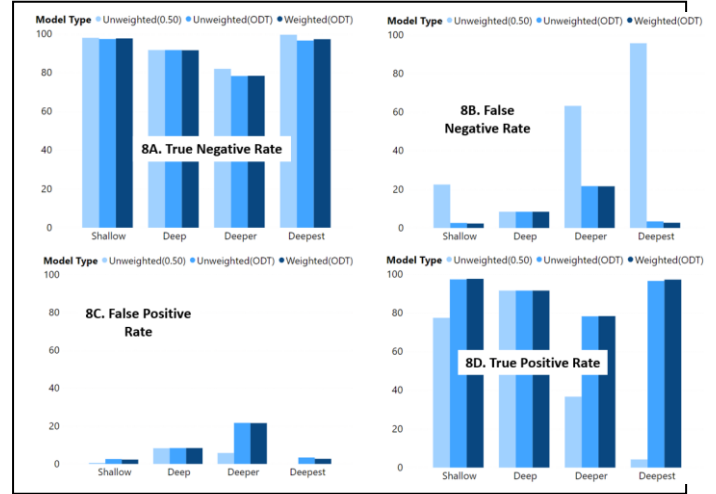 Model Type Unweighted(0.50) Unweighted(ODT) Weighted(ODT)
100
80
60
40
20
0
8A. True Negative Rate
Shallow Deep Deeper Deepest
Model Type Unweighted(0.50) Unweighted(ODT) Weighted(ODT)
100
80
60
40
20
0
8B. False
Negative Rate
Shallow Deep Deeper Deepest
Model Type Unweighted(0.50) Unweighted(ODT) Weighted(ODT)
100
80
60
40
20
0
8C. False Positive
Rate
Shallow Deep Deeper Deepest
Model Type Unweighted(0.50) Unweighted(ODT) Weighted(ODT)
100
80
60
40
20
0
8D. True Positive Rate
Shallow Deep Deeper Deepest